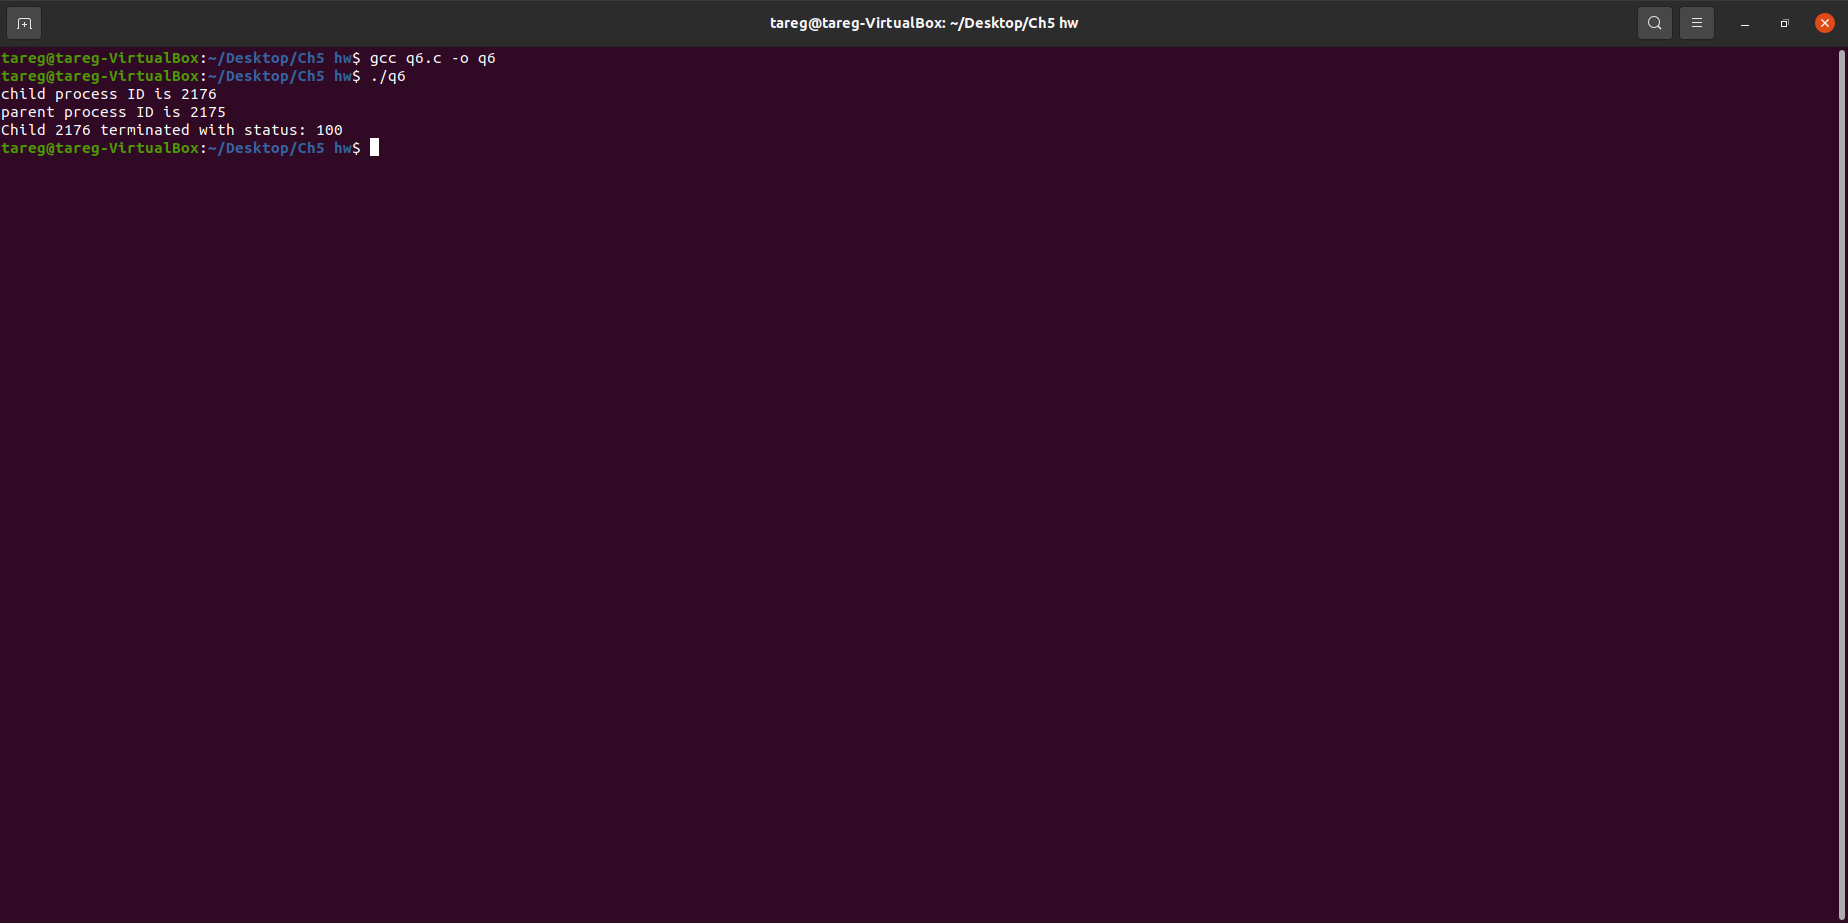 tareg@tareg-VirtualBox: ~/Desktop/Ch5 hw
tareg@tareg-VirtualBox:~/Desktop/Ch5 hw$ gcc q6.c -o q6
tareg@tareg-VirtualBox:~/Desktop/Ch5 hw$ ./q6
child process ID is 2176
parent process ID is 2175
Child 2176 terminated with status: 100
tareg@tareg-VirtualBox:~/Desktop/Ch5 hw$